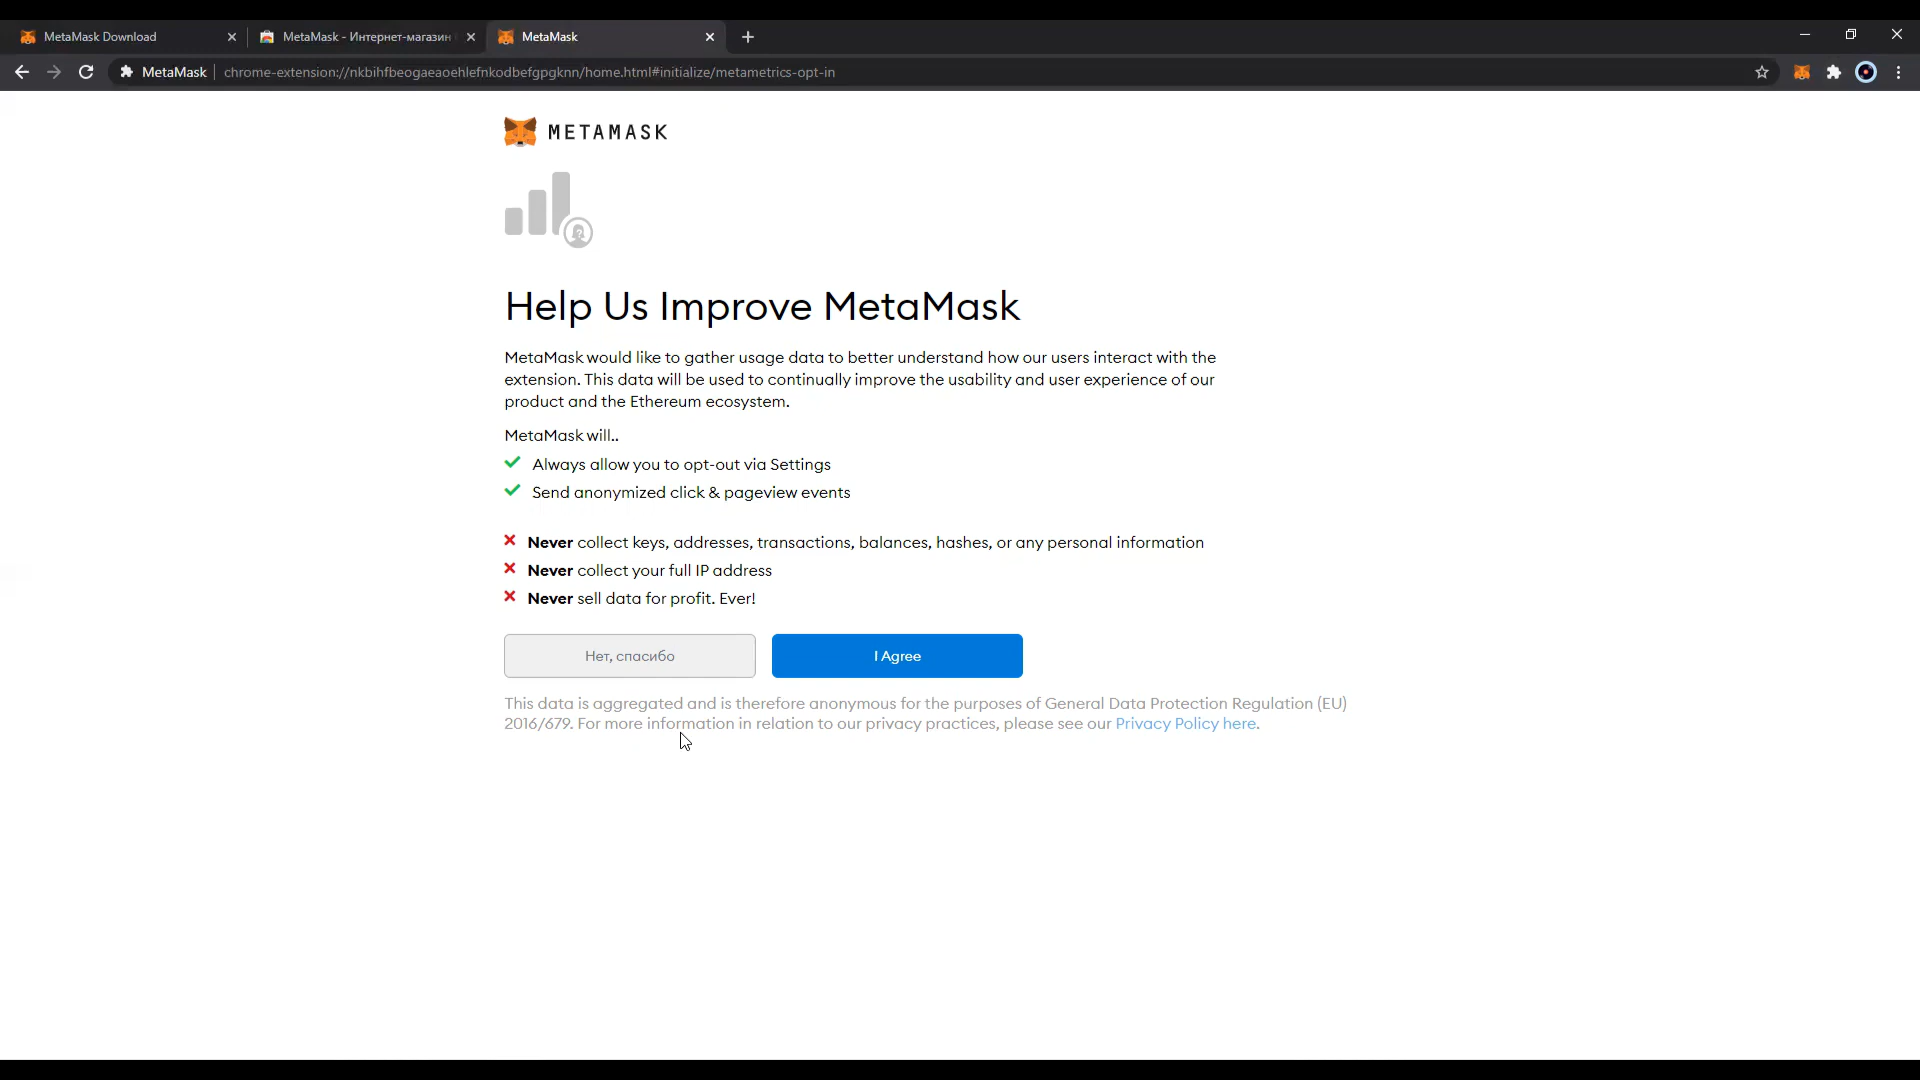 MetaMask Download
MetaMask - Интернет-магазин
MetaMask
MetaMask
chrome-extension://nkbihfbeogaeaoehlefnkodbefgpgknn/home.html#initialize/metametrics-opt-in
METAMASK
Help Us Improve MetaMask
MetaMask would like to gather usage data to better understand how our users interact with the
extension. This data will be used to continually improve the usability and user experience of our
product and the Ethereum ecosystem.
MetaMask will..
Always allow you to opt-out via Settings
Send anonymized click & pageview events
Never collect keys, addresses, transactions, balances, hashes, or any personal information
Never collect your full IP address
Never sell data for profit. Ever!
Нет, спасибо
I Agree
This data is aggregated and is therefore anonymous for the purposes of General Data Protection Regulation (EU)
2016/679. For more information in relation to our privacy practices, please see our Privacy Policy here.